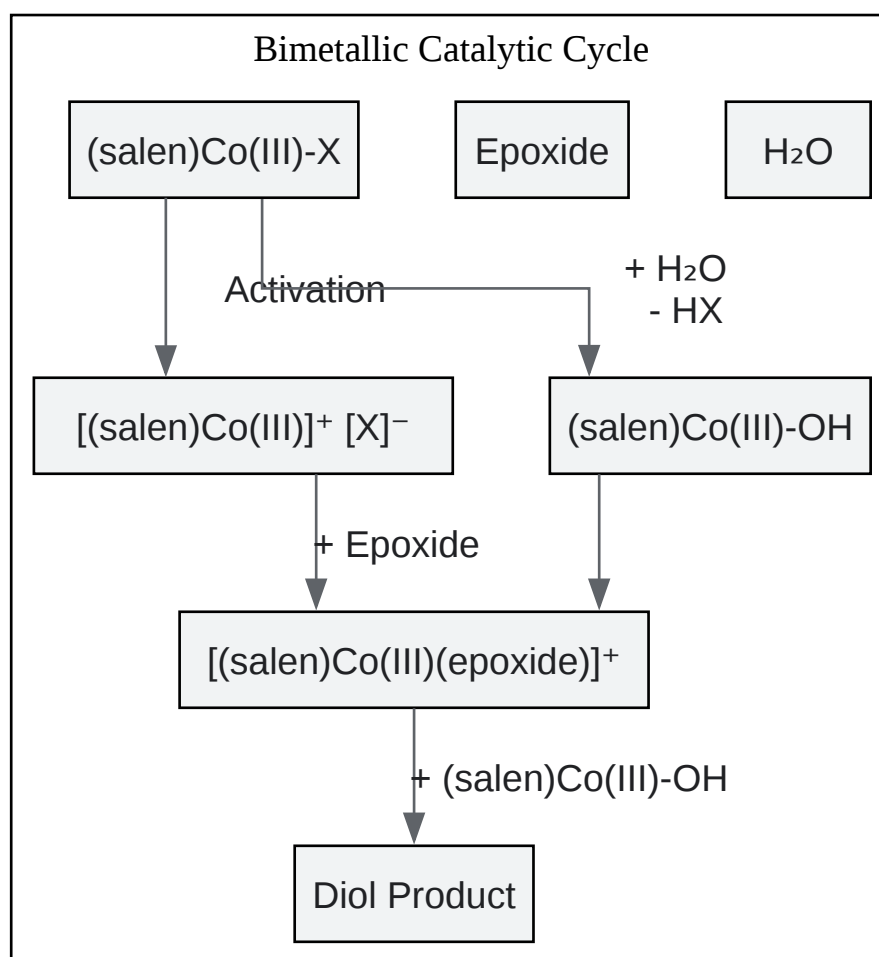 Bimetallic Catalytic Cycle
(salen)Co(III)-X
Epoxide
H₂O
Activation
+ H₂O
- HX
[(salen)Co(III)]⁺ [X]⁻
(salen)Co(III)-OH
+ Epoxide
[(salen)Co(III)(epoxide)]⁺
+ (salen)Co(III)-OH
Diol Product